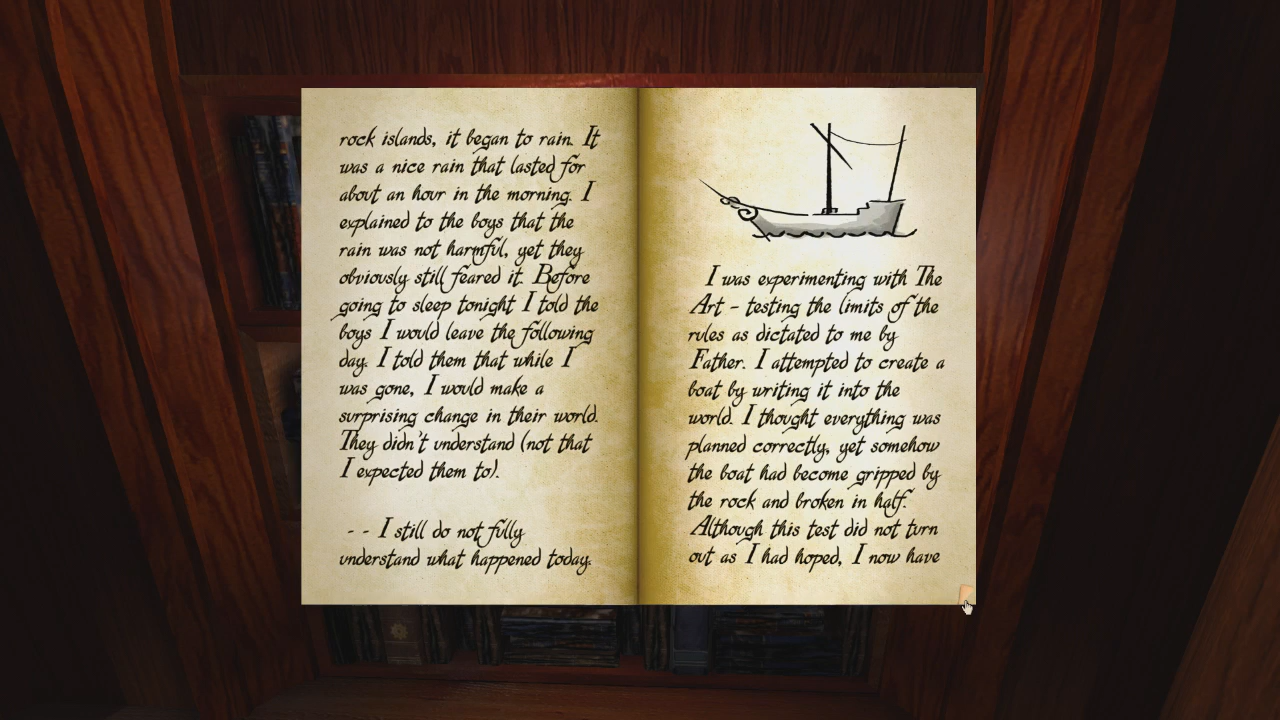 rock islands, it began to rain. It
was a nice rain that lasted for
about an hour in the morning. I
explained to the boys that the
rain was not harmful, yet they
obviously still feared it. Before
going to sleep tonight I told the
boys I would leave the following
day. I told them that while I
was gone, I would make a
surprising change in their world.
They didn't understand (not that
I expected them to).
-- I still do not fully
understand what happened today.
I was experimenting with The
Art - testing the limits of the
rules as dictated to me by
Father. I attempted to create a
boat by writing it into the
world. I thought everything was
planned correctly, yet somehow
the boat had become gripped by
the rock and broken in half.
Although this test did not turn
out as I had hoped, I now have